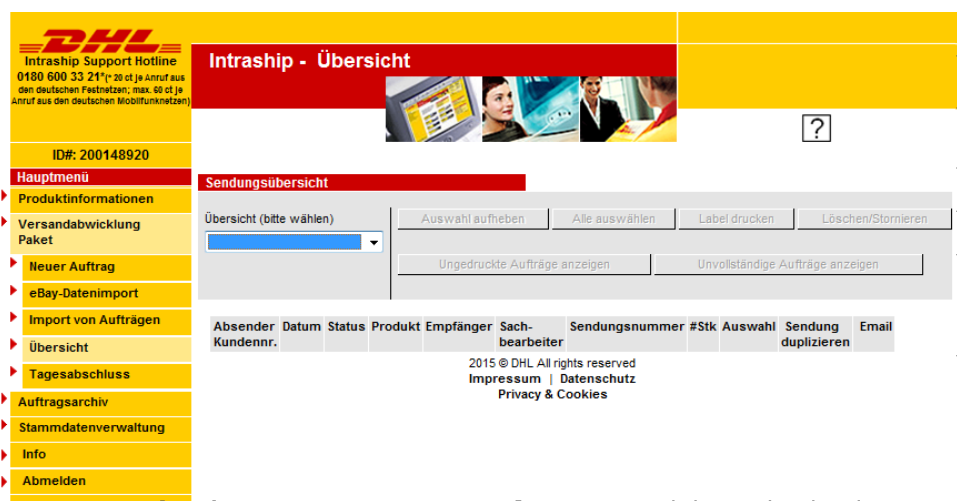 DHL
Intraship Support Hotline
0180 600 33 21*(* 20 ct je Anruf aus
den deutschen Festnetzen; max. 60 ct je
Anruf aus den deutschen Mobilfunknetzen)
ID#: 200148920
Intraship - Übersicht
?
Hauptmenü
Produktinformationen
Versandabwicklung
Paket
Neuer Auftrag
eBay-Datenimport
Import von Aufträgen
Übersicht
Tagesabschluss
Auftragsarchiv
Stammdatenverwaltung
Info
Abmelden
Sendungsübersicht
Übersicht (bitte wählen)
Auswahl aufheben
Alle auswählen
Label drucken
Löschen/Stornieren
Ungedruckte Aufträge anzeigen
Unvollständige Aufträge anzeigen
Absender Datum Status Produkt Empfänger Sach- Sendungsnummer #Stk Auswahl Sendung Email
Kundennr. bearbeiter duplizieren
2015 © DHL All rights reserved
Impressum | Datenschutz
Privacy & Cookies